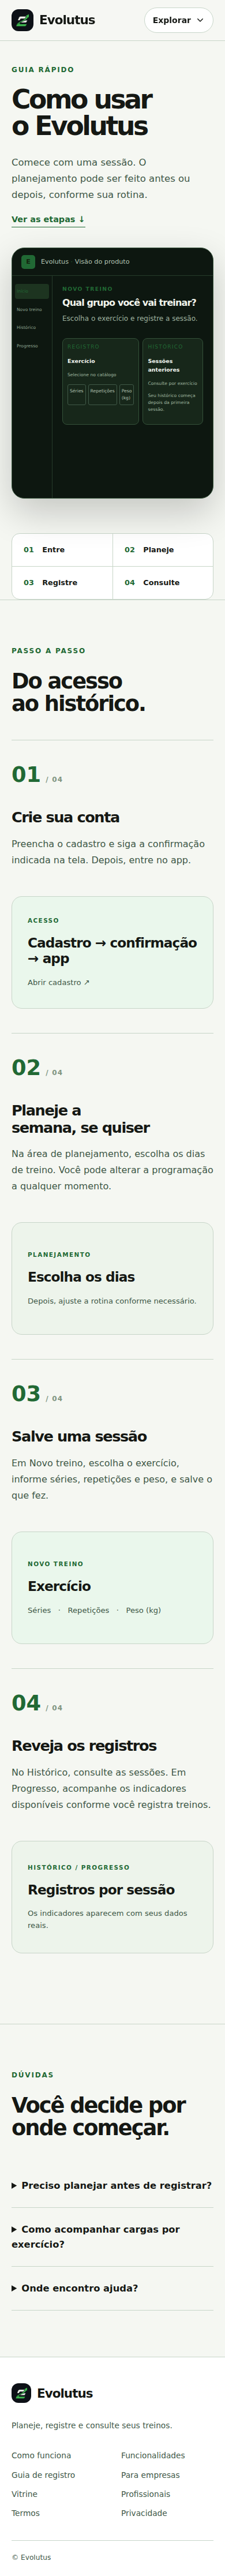 Evolutus
Explorar
GUIA RÁPIDO
Como usar
o Evolutus
Comece com uma sessão. O
planejamento pode ser feito antes ou
depois, conforme sua rotina.
Ver as etapas ↓
E Evolutus · Visão do produto
Novo treino
Histórico
Progresso
NOVO TREINO
Qual grupo você vai treinar?
Escolha o exercício e registre a sessão.
REGISTRO
Exercício
Selecione no catálogo
Séries
Repetições
Peso
(kg)
HISTÓRICO
Sessões
anteriores
Consulte por exercício
Seu histórico começa
depois da primeira
sessão.
01 Entre
02 Planeje
03 Registre
04 Consulte
PASSO A PASSO
Do acesso
ao histórico.
01 / 04
Crie sua conta
Preencha o cadastro e siga a confirmação
indicada na tela. Depois, entre no app.
ACESSO
Cadastro → confirmação
→ app
Abrir cadastro ↗
02 / 04
Planeje a
semana, se quiser
Na área de planejamento, escolha os dias
de treino. Você pode alterar a programação
a qualquer momento.
PLANEJAMENTO
Escolha os dias
Depois, ajuste a rotina conforme necessário.
03 / 04
Salve uma sessão
Em Novo treino, escolha o exercício,
informe séries, repetições e peso, e salve o
que fez.
NOVO TREINO
Exercício
Séries · Repetições · Peso (kg)
04 / 04
Reveja os registros
No Histórico, consulte as sessões. Em
Progresso, acompanhe os indicadores
disponíveis conforme você registra treinos.
HISTÓRICO / PROGRESSO
Registros por sessão
Os indicadores aparecem com seus dados
reais.
DÚVIDAS
Você decide por
onde começar.
▶ Preciso planejar antes de registrar?
▶ Como acompanhar cargas por
exercício?
▶ Onde encontro ajuda?
Evolutus
Planeje, registre e consulte seus treinos.
Como funciona
Funcionalidades
Guia de registro
Para empresas
Vitrine
Profissionais
Termos
Privacidade
© Evolutus